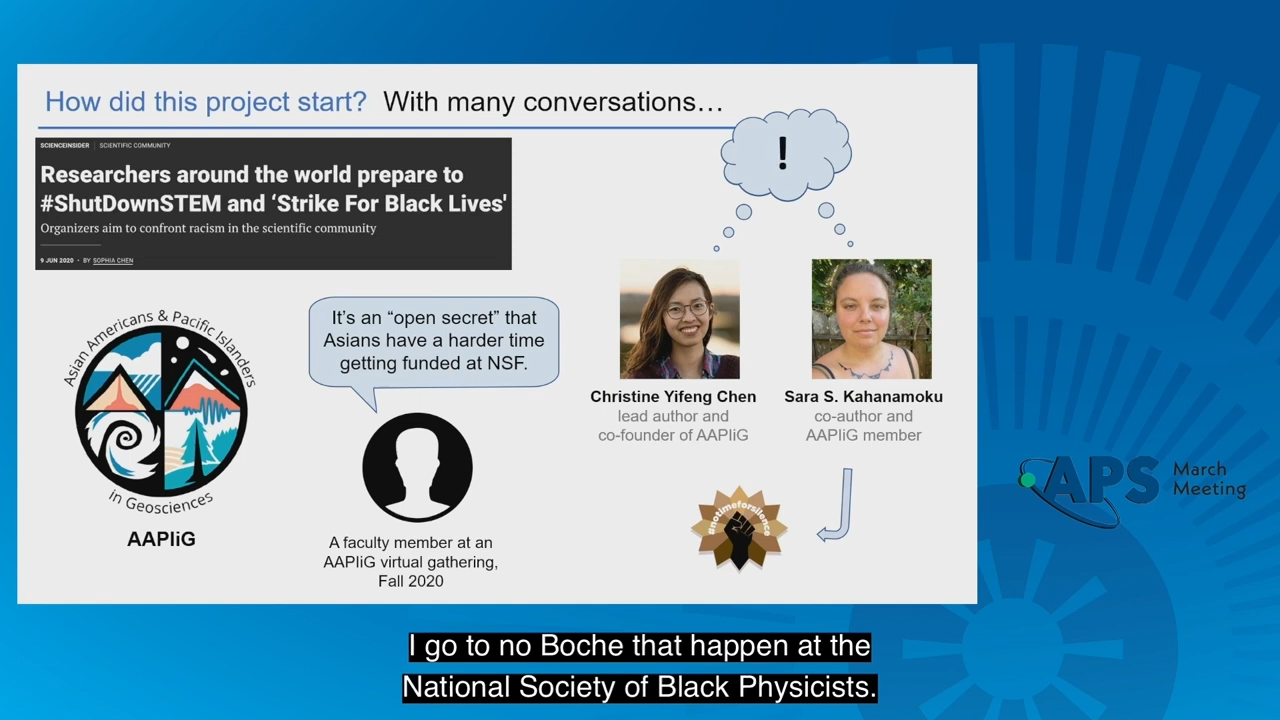 How did this project start? With many conversations…
SCIENCEINSIDER | SCIENTIFIC COMMUNITY
Researchers around the world prepare to
#ShutDownSTEM and ‘Strike For Black Lives'
Organizers aim to confront racism in the scientific community
9 JUN 2020 • BY SOPHIA CHEN
!
Asian Americans & Pacific Islanders
in Geosciences
AAPIiG
It's an “open secret” that
Asians have a harder time
getting funded at NSF.
A faculty member at an
AAPIiG virtual gathering,
Fall 2020
Christine Yifeng Chen
lead author and
co-founder of AAPIiG
Sara S. Kahanamoku
co-author and
AAPIiG member
#notimeforsilence
APS March
Meeting
I go to no Boche that happen at the
National Society of Black Physicists.